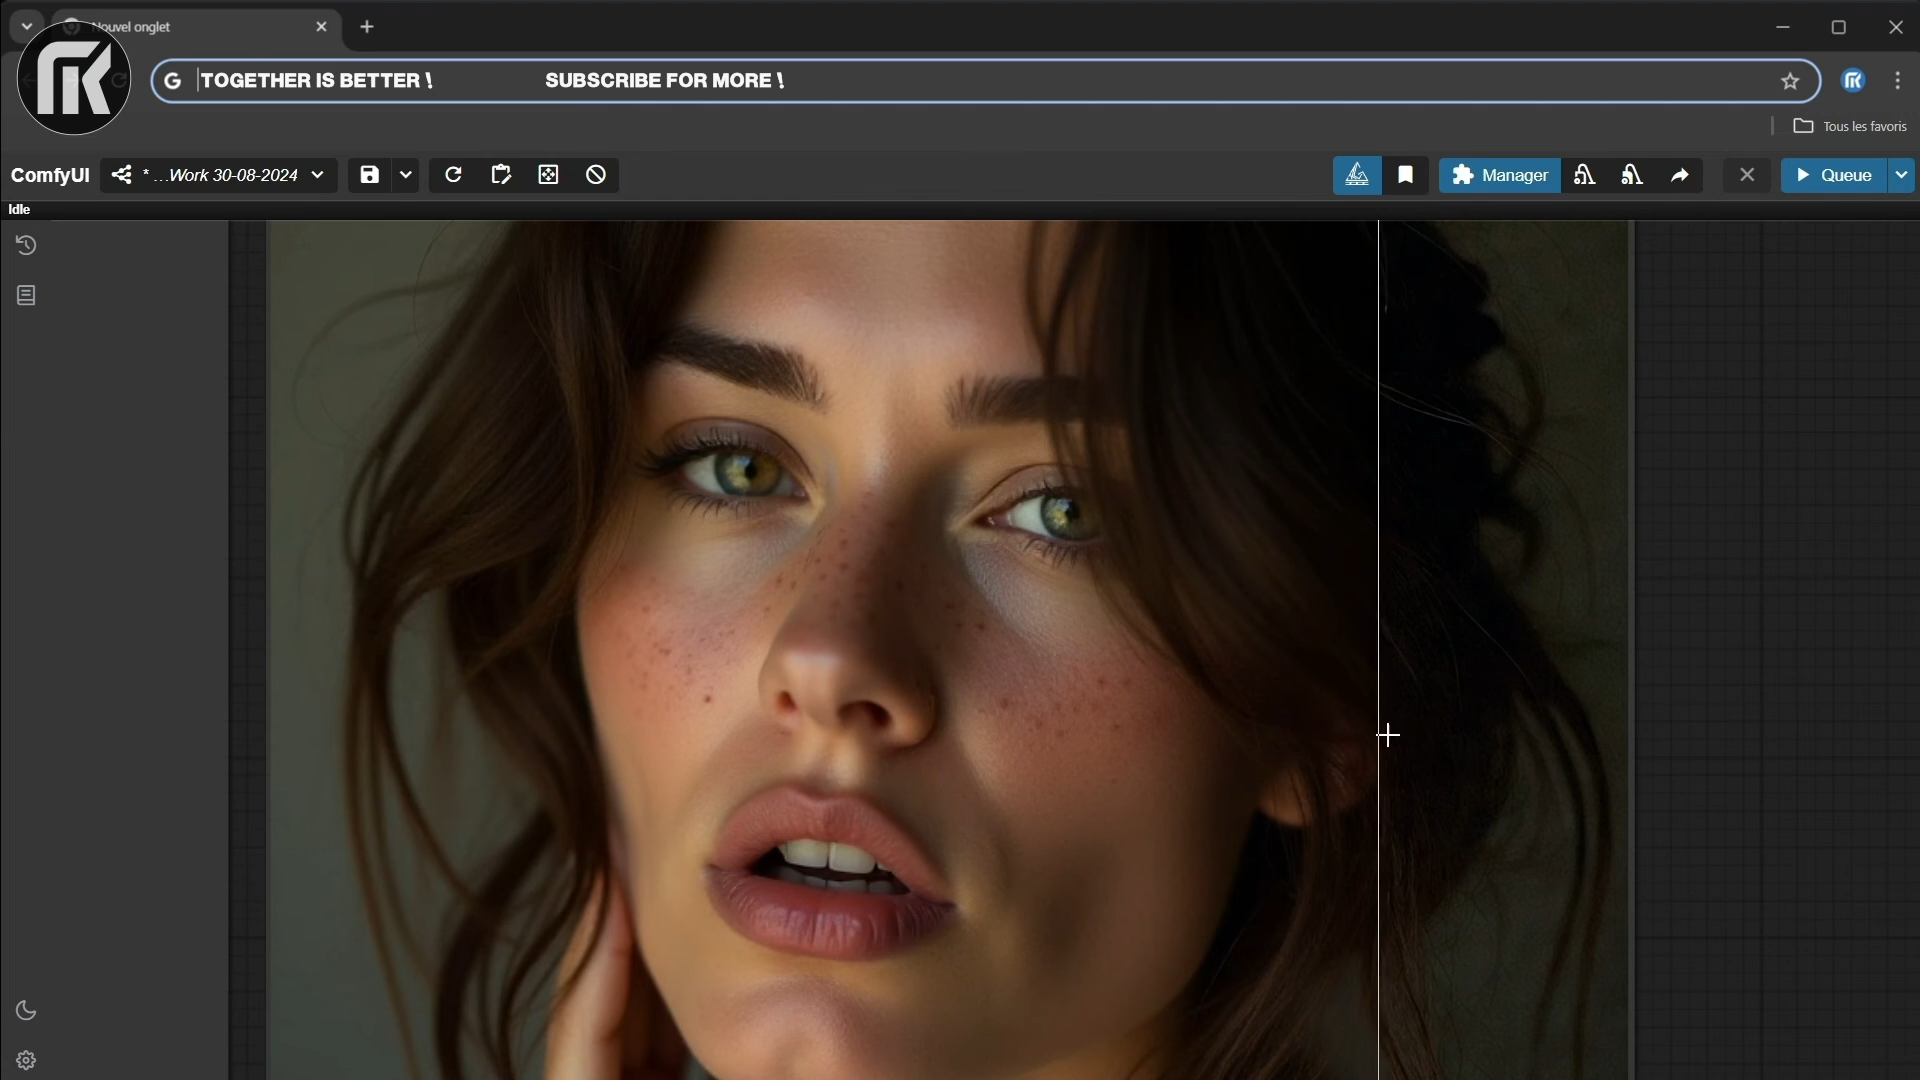 Nouvel onglet
TOGETHER IS BETTER ! SUBSCRIBE FOR MORE !
Tous les favoris
ComfyUI * ...Work 30-08-2024 Manager Queue
Idle